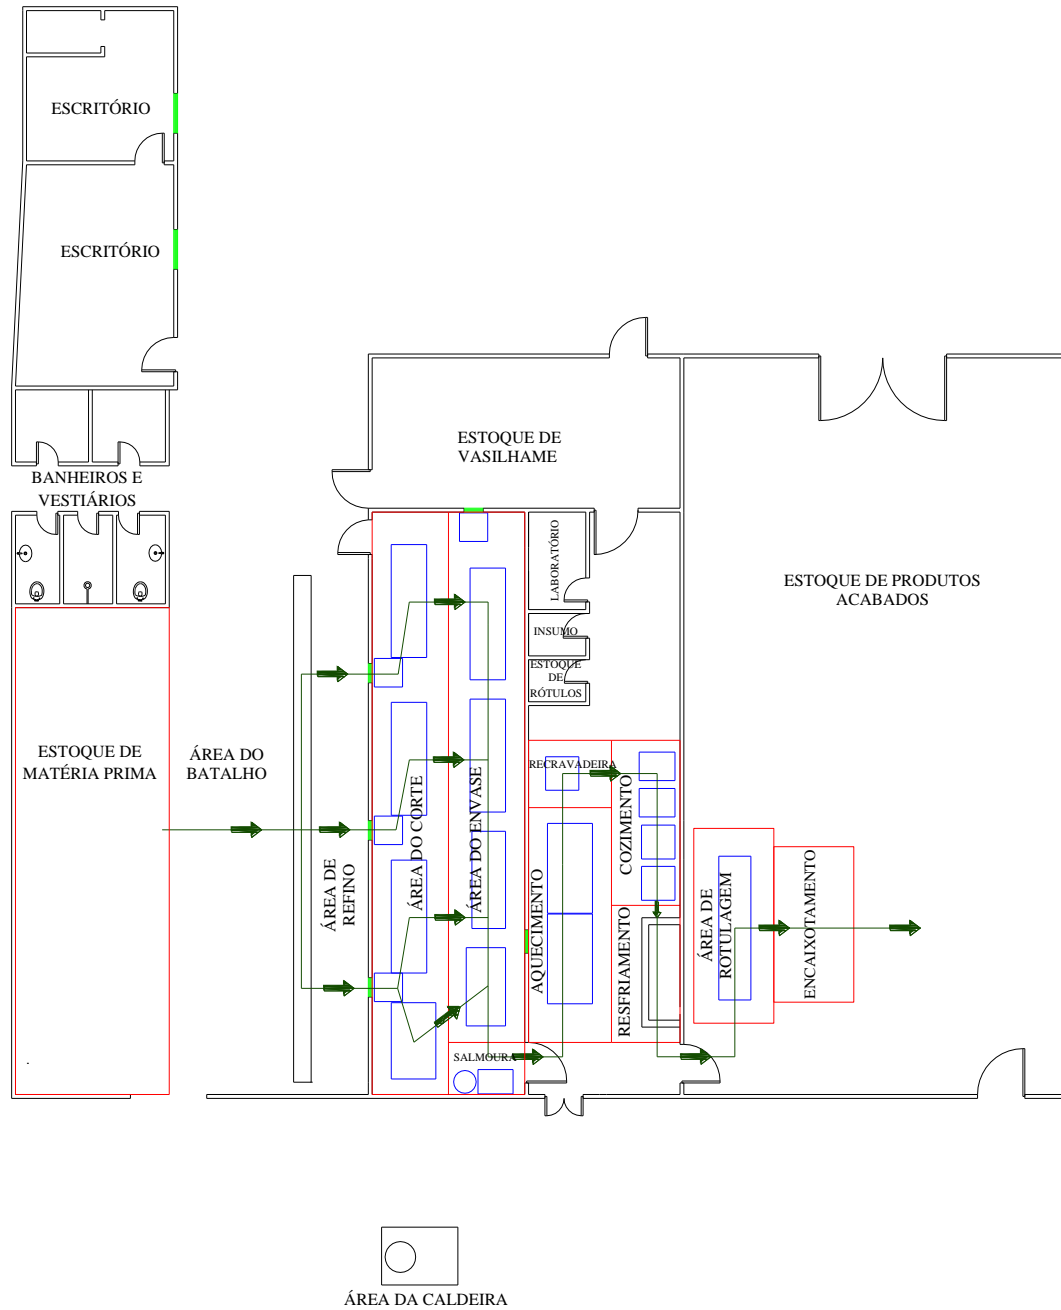 ESCRITÓRIO
ESCRITÓRIO
BANHEIROS E
VESTIÁRIOS
ESTOQUE DE
VASILHAME
ESTOQUE DE PRODUTOS
ACABADOS
LABORATÓRIO
INSUMO
ESTOQUE
DE
RÓTULOS
ESTOQUE DE
MATÉRIA PRIMA
ÁREA DO
BATALHO
ÁREA DE
REFINO
ÁREA DO CORTE
ÁREA DO ENVASE
RECRAVADEIRA
COZIMENTO
AQUECIMENTO
RESFRIAMENTO
SALMOURA
ÁREA DE
ROTULAGEM
ENCAIXOTAMENTO
ÁREA DA CALDEIRA